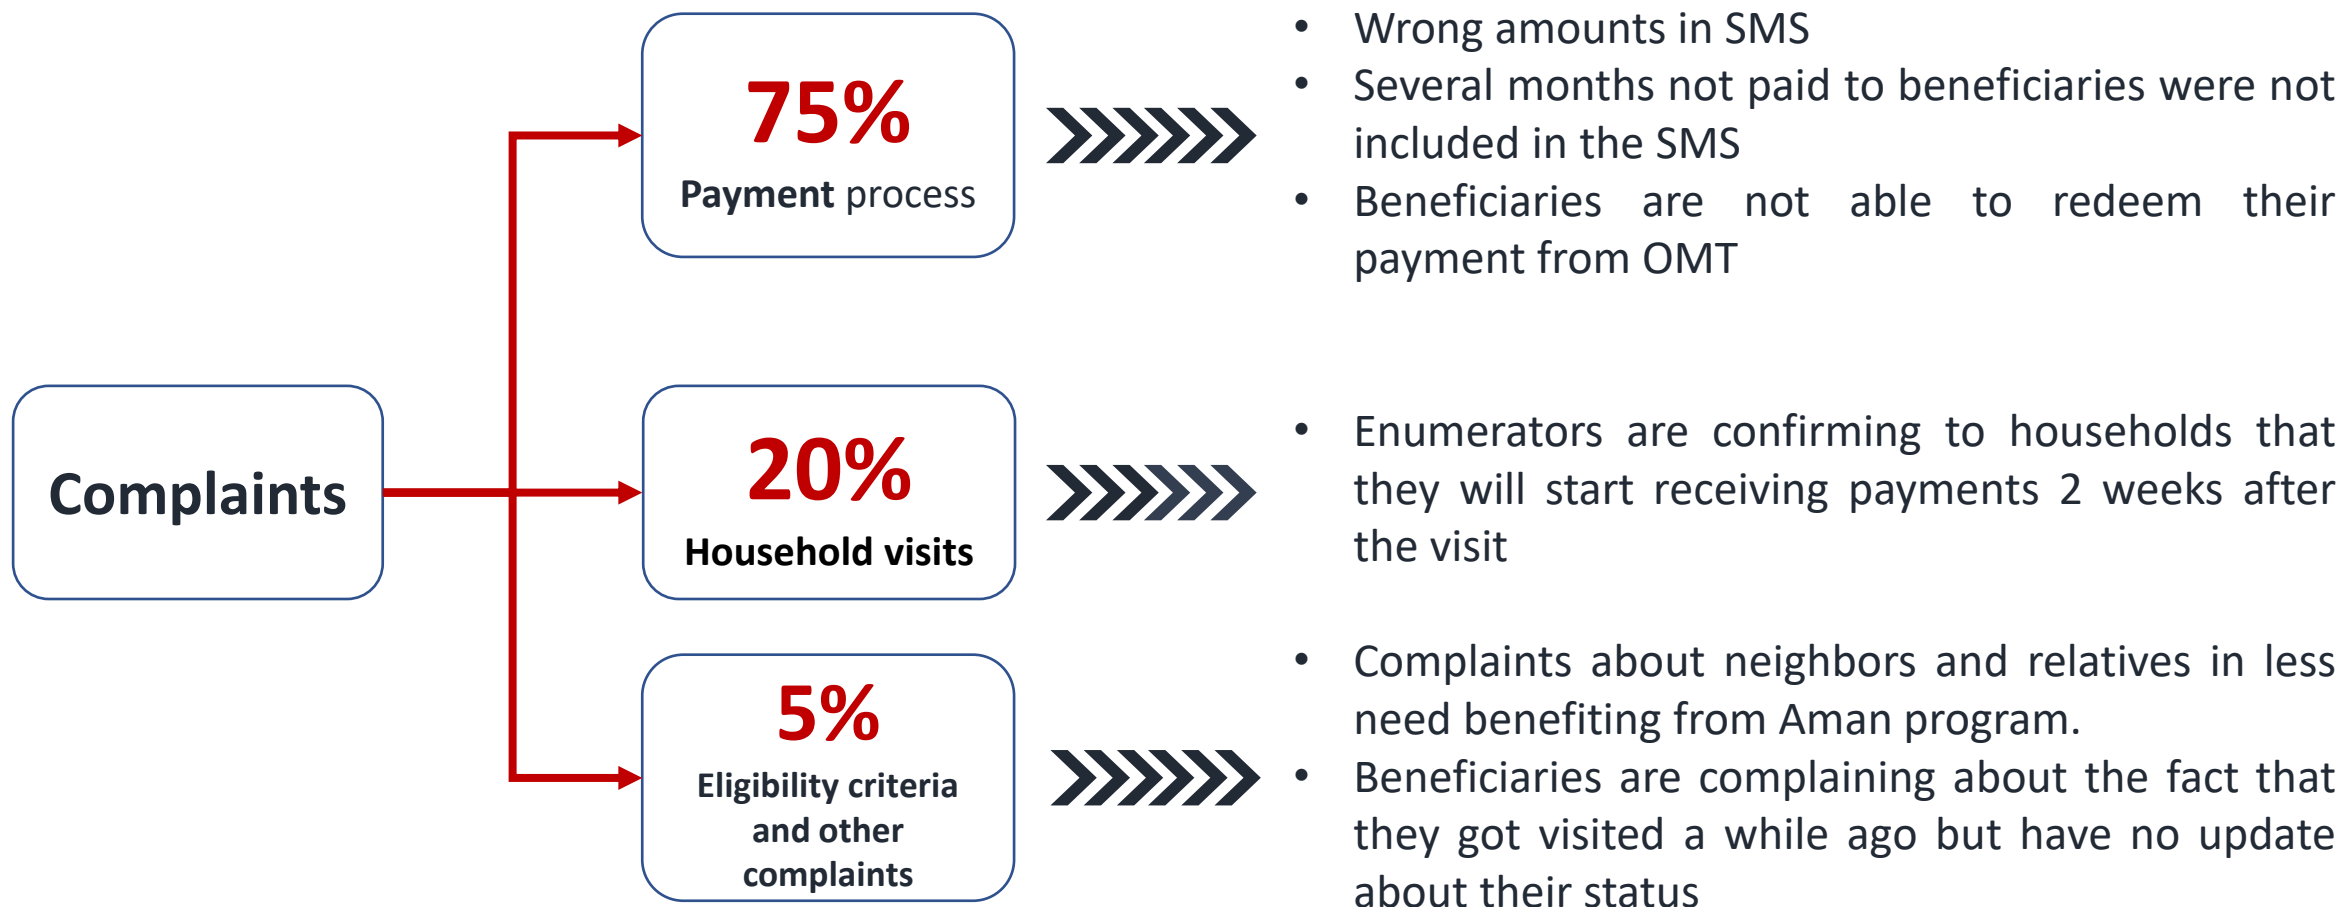 Complaints
75%
Payment process
• Wrong amounts in SMS
• Several months not paid to beneficiaries were not
included in the SMS
• Beneficiaries are not able to redeem their
payment from OMT
20%
Household visits
• Enumerators are confirming to households that
they will start receiving payments 2 weeks after
the visit
5%
Eligibility criteria
and other
complaints
• Complaints about neighbors and relatives in less
need benefiting from Aman program.
• Beneficiaries are complaining about the fact that
they got visited a while ago but have no update
about their status